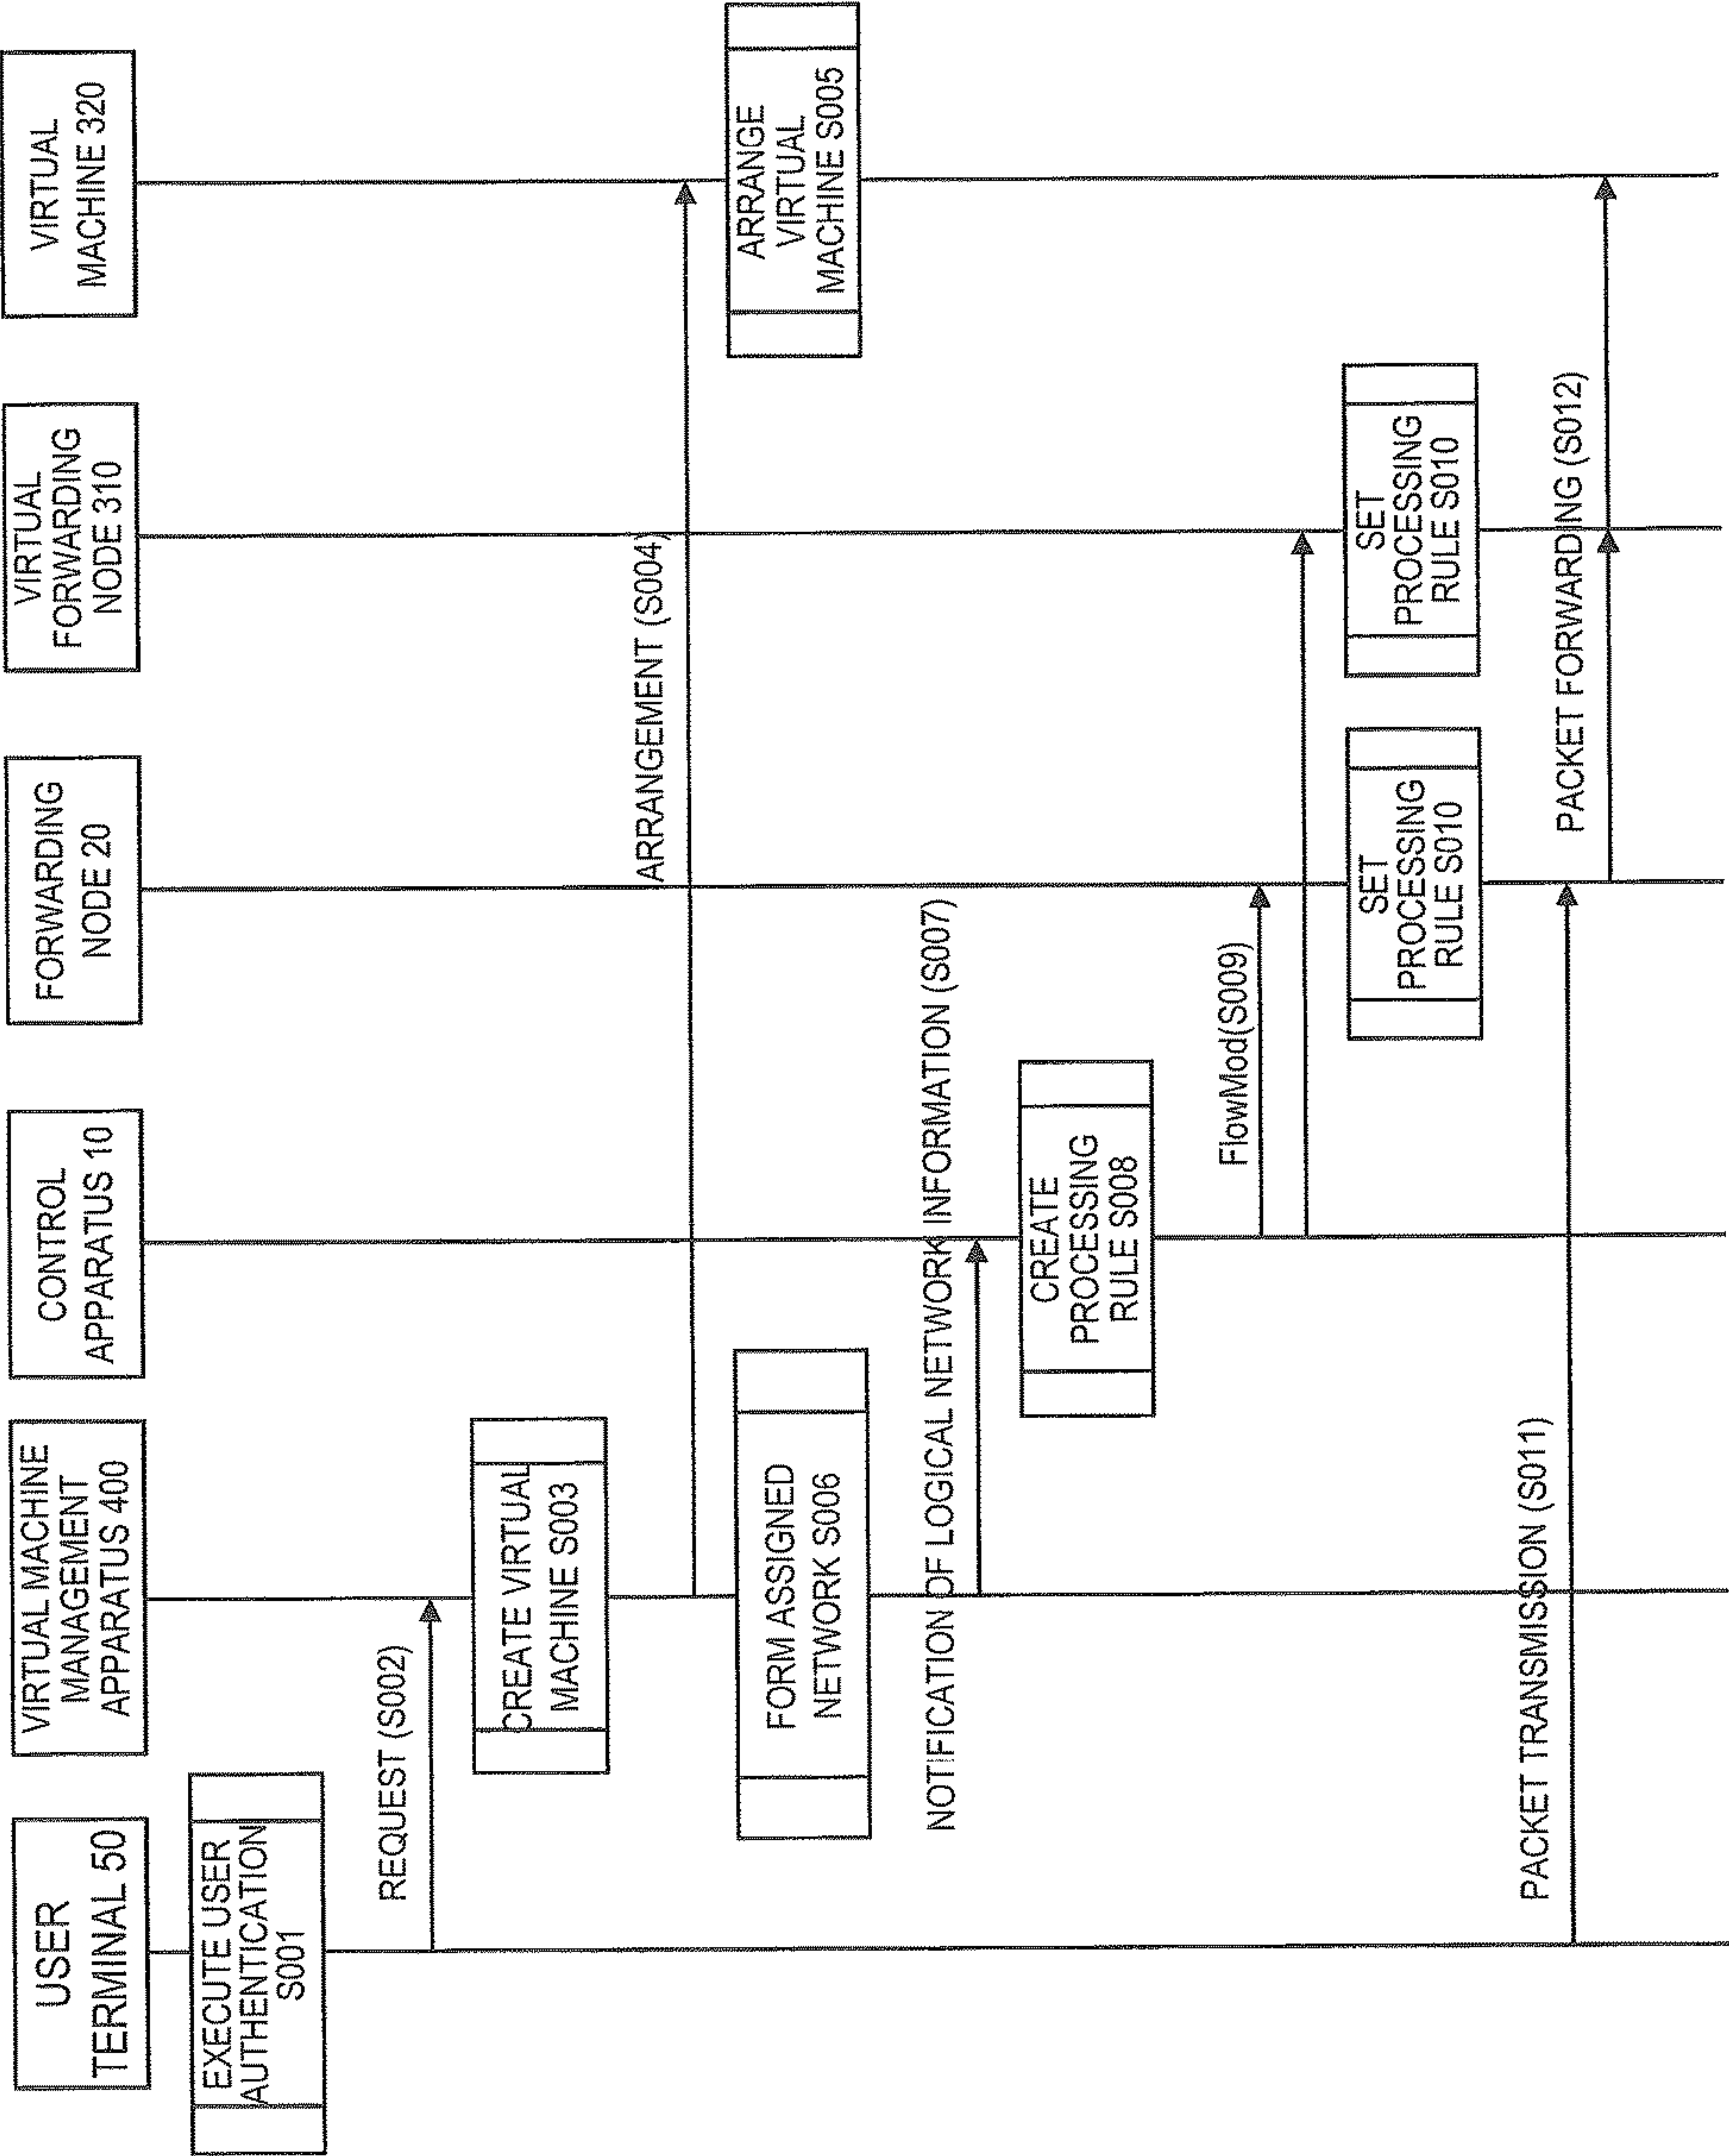 USER
TERMINAL 50
VIRTUAL MACHINE
MANAGEMENT
APPARATUS 400
CONTROL
APPARATUS 10
FORWARDING
NODE 20
VIRTUAL
FORWARDING
NODE 310
VIRTUAL
MACHINE 320
EXECUTE USER
AUTHENTICATION
S001
REQUEST (S002)
CREATE VIRTUAL
MACHINE S003
ARRANGEMENT (S004)
ARRANGE
VIRTUAL
MACHINE S005
FORM ASSIGNED
NETWORK S006
NOTIFICATION OF LOGICAL NETWORK INFORMATION (S007)
CREATE
PROCESSING
RULE S008
FlowMod(S009)
SET
PROCESSING
RULE S010
SET
PROCESSING
RULE S010
PACKET TRANSMISSION (S011)
PACKET FORWARDING (S012)